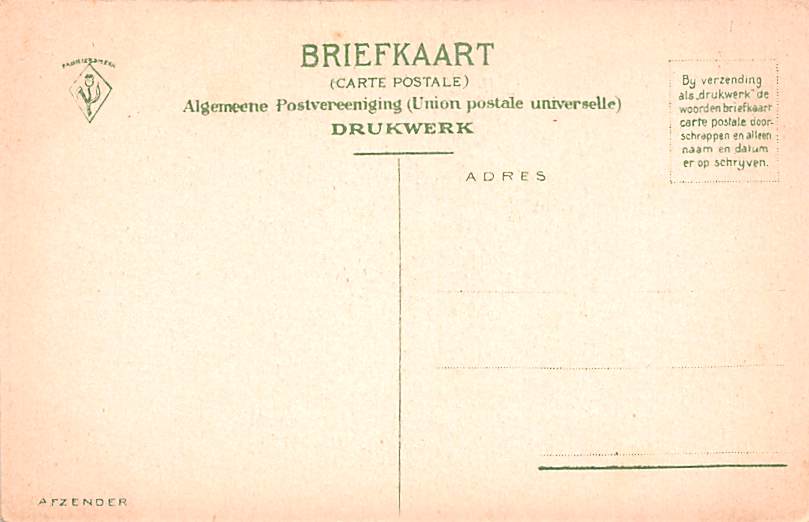 FABRIEKSMERK
BRIEFKAART
(CARTE POSTALE)
Algemeene Postvereeniging (Union postale universelle)
DRUKWERK
By verzending
als „drukwerk" de
woorden briefkaart
carte postale door-
schrappen en alleen
naam en datum
er op schryven.
ADRES
AFZENDER